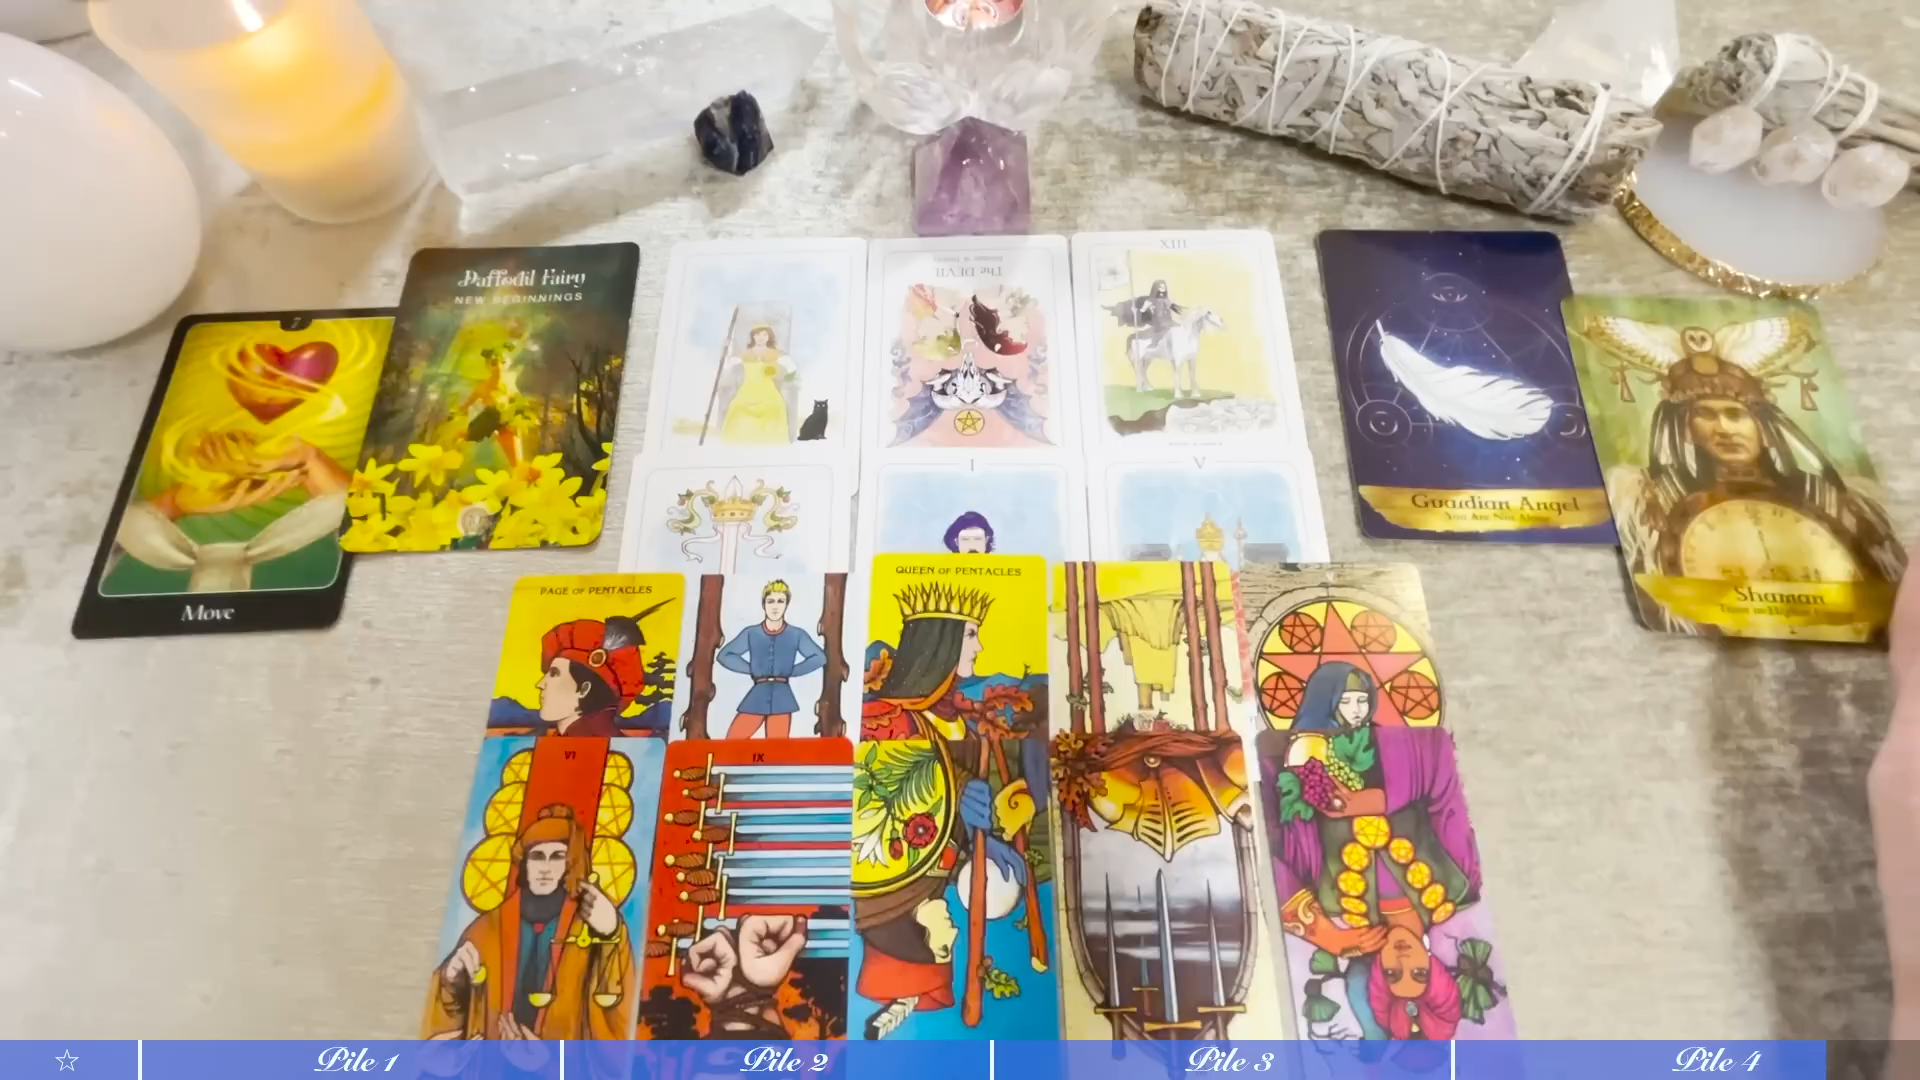 7
Move
Daffodil Fairy
NEW BEGINNINGS
The DEVIL
XIII
I
V
Guardian Angel
You Are Not Alone
Shaman
PAGE OF PENTACLES
QUEEN OF PENTACLES
V
VI
IX
☆
Pile 1
Pile 2
Pile 3
Pile 4